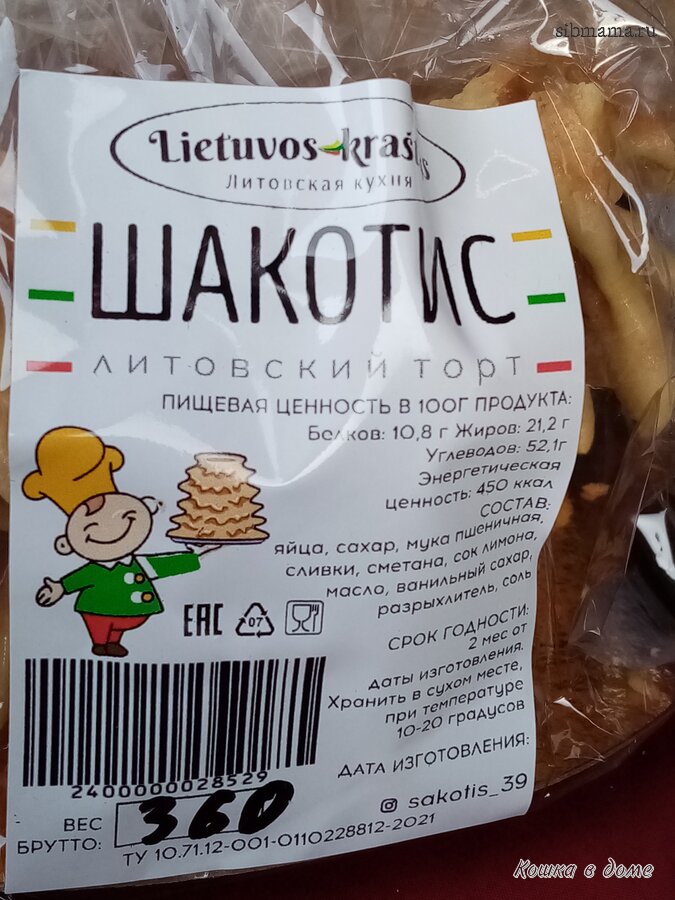 sibmama.ru
Lietuvos kraštas
Литовская кухня
ШАКОТИС
ЛИТОВСКИЙ ТОРТ
ПИЩЕВАЯ ЦЕННОСТЬ В 100Г ПРОДУКТА:
Белков: 10,8 г Жиров: 21,2 г
Углеводов: 52,1г
Энергетическая
ценность: 450 ккал
СОСТАВ:
яйца, сахар, мука пшеничная,
сливки, сметана, сок лимона,
масло, ванильный сахар,
разрыхлитель, соль
EAC 07
СРОК ГОДНОСТИ:
2 мес от
даты изготовления.
Хранить в сухом месте,
при температуре
10-20 градусов
ДАТА ИЗГОТОВЛЕНИЯ:
2400000028529
sakotis_39
ВЕС
БРУТТО: 360
ТУ 10.71.12-001-0110228812-2021
Кошка в доме